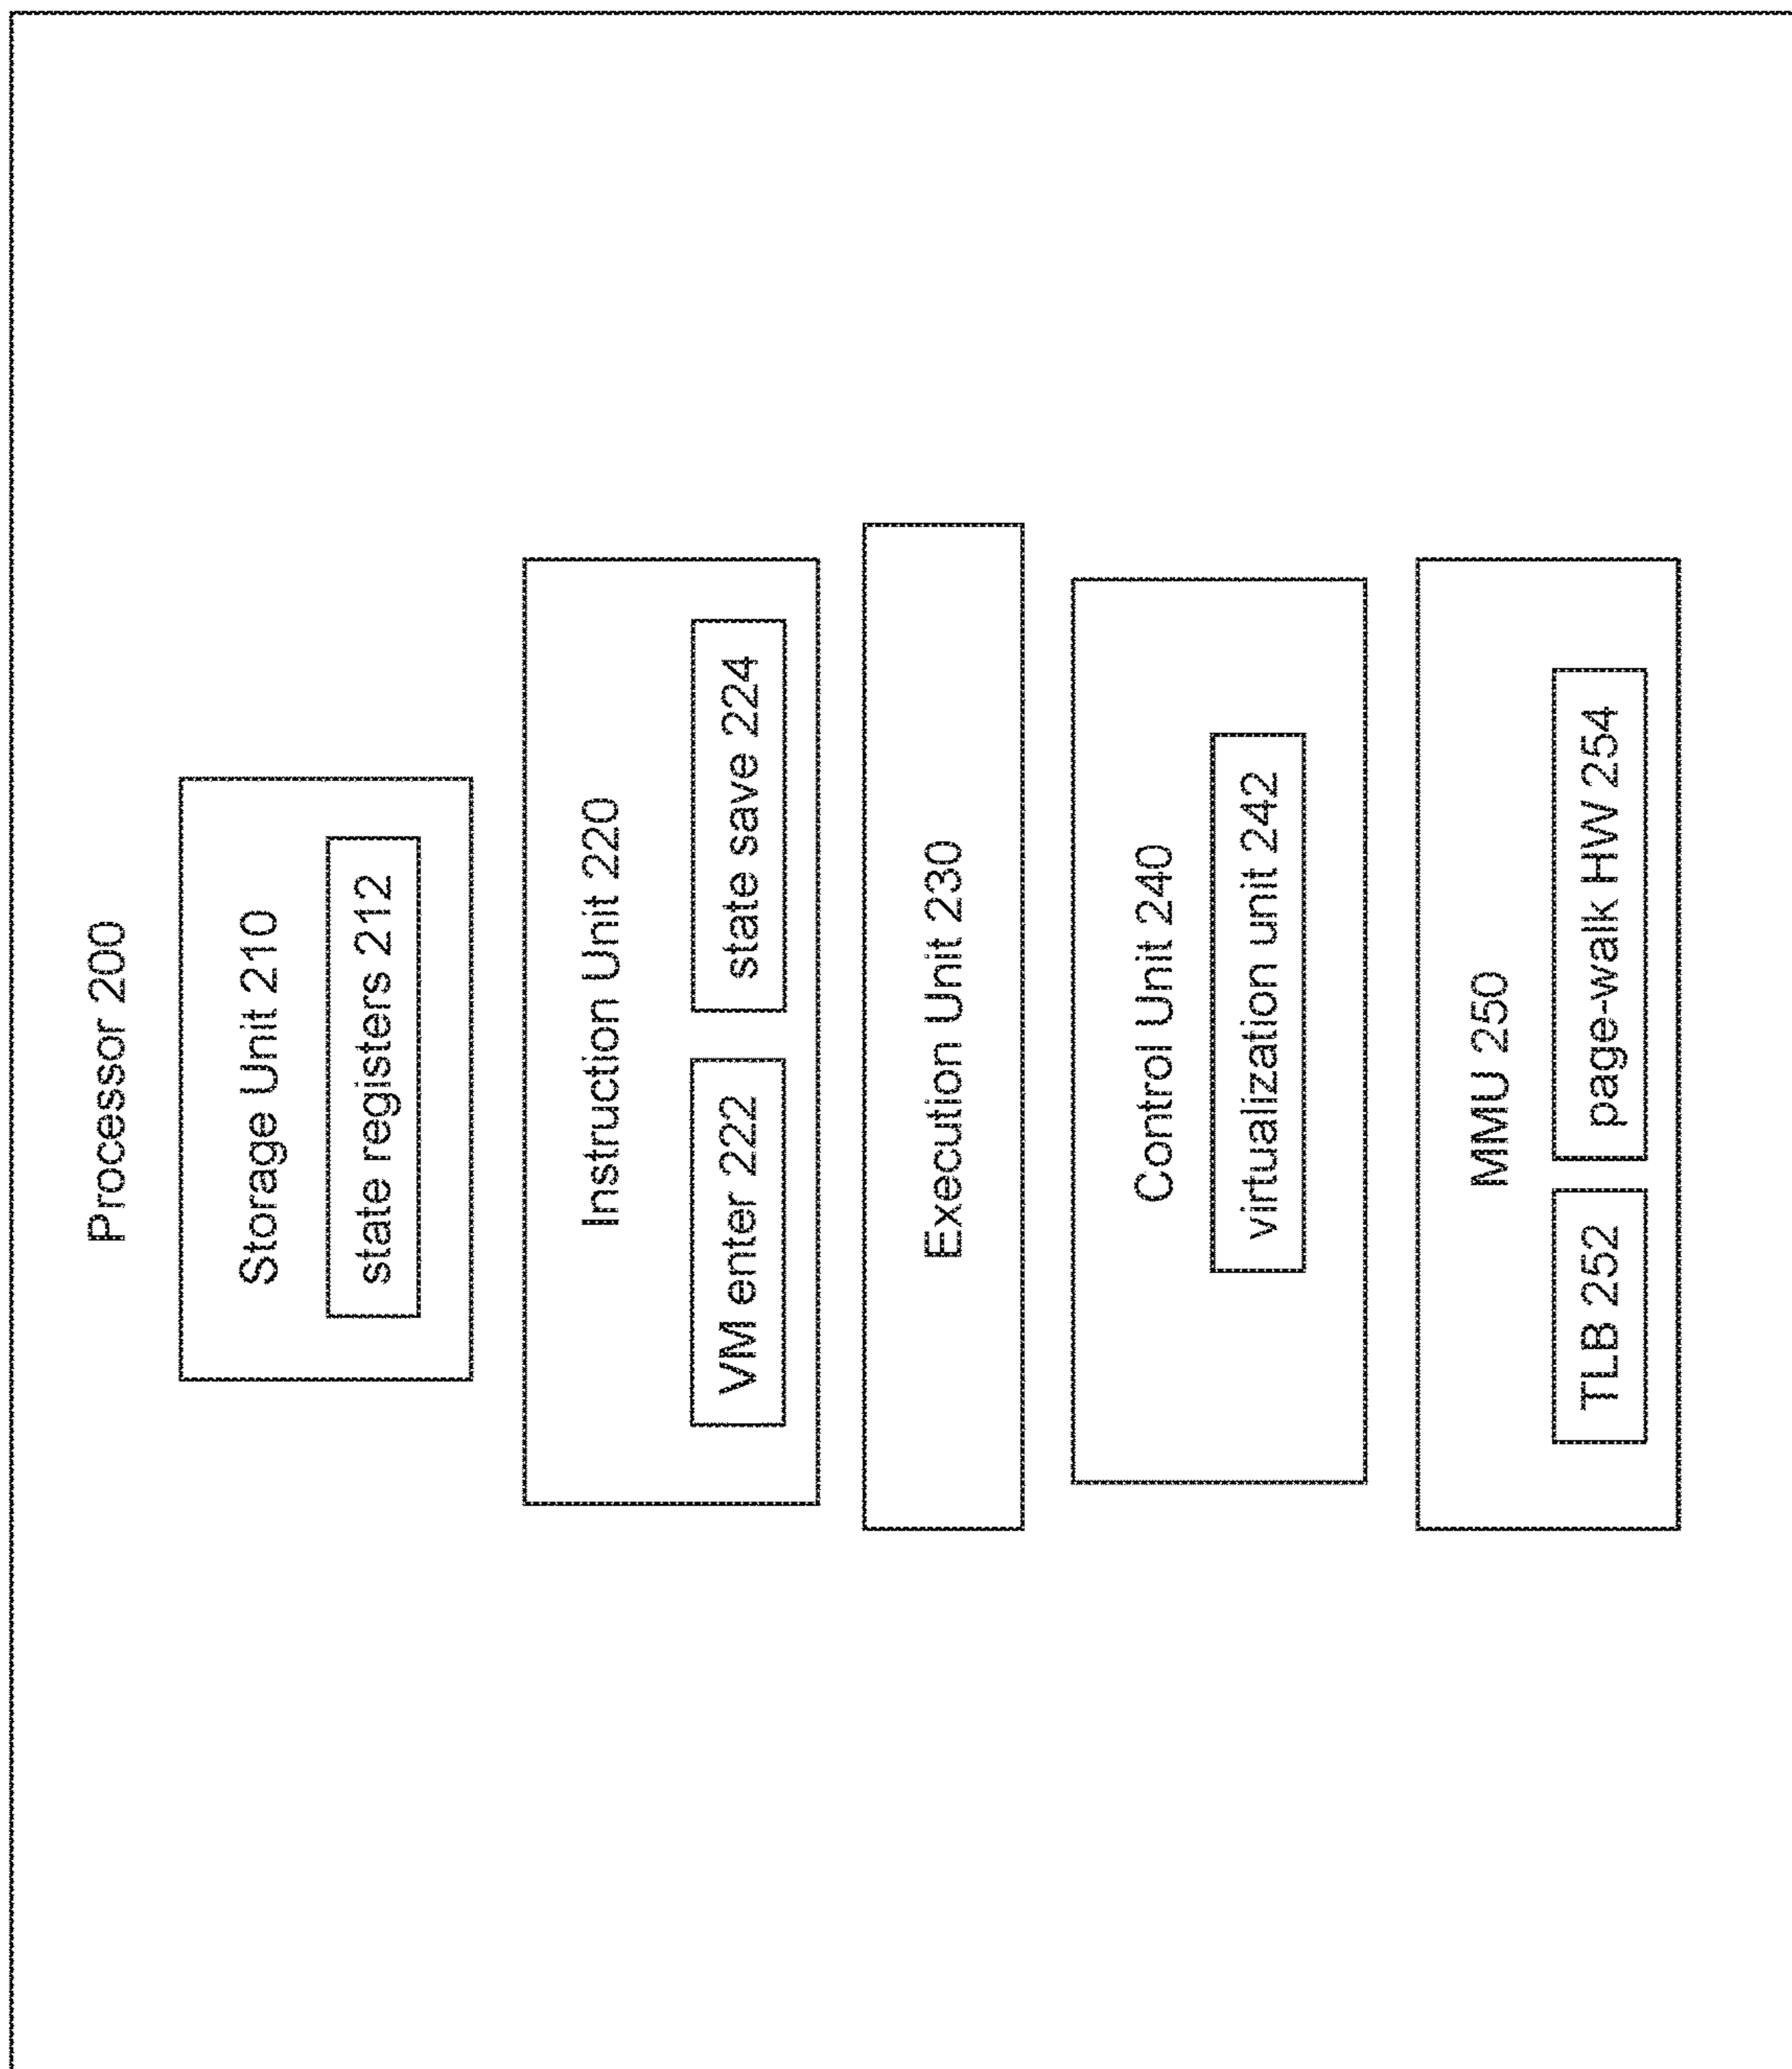 Processor 200
Storage Unit 210
state registers 212
Instruction Unit 220
VM enter 222
state save 224
Execution Unit 230
Control Unit 240
virtualization unit 242
MMU 250
TLB 252
page-walk HW 254